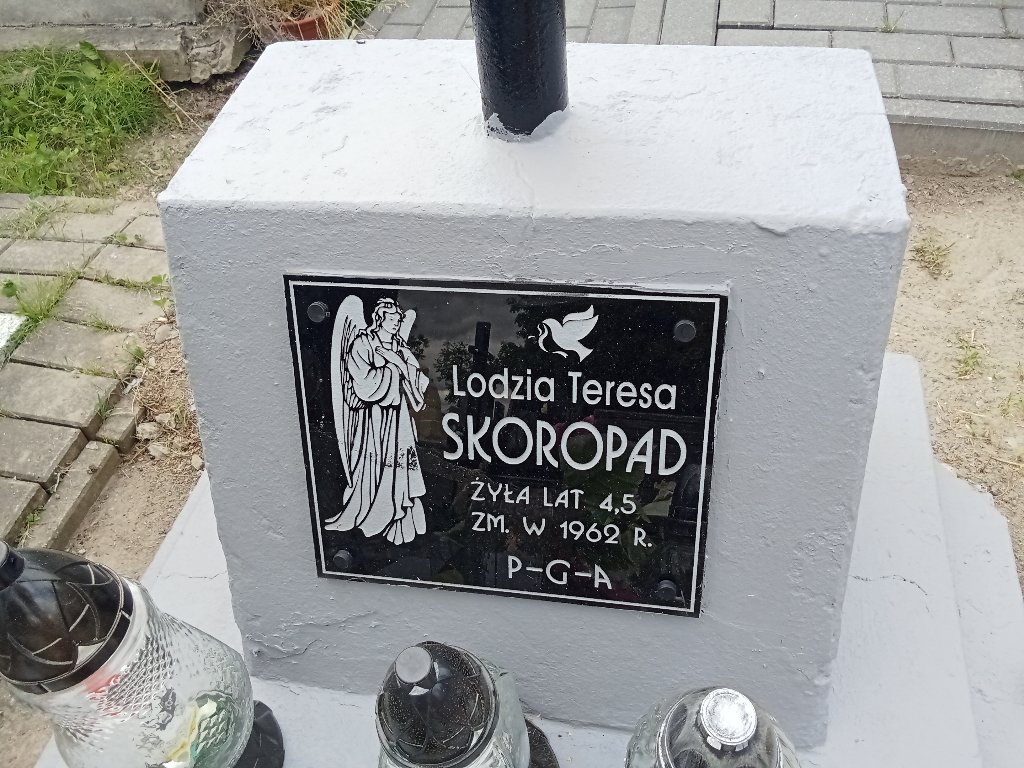 Lodzia Teresa
SKOROPAD
ŻYŁA LAT 4,5
ZM. W 1962 R.
P–G–A